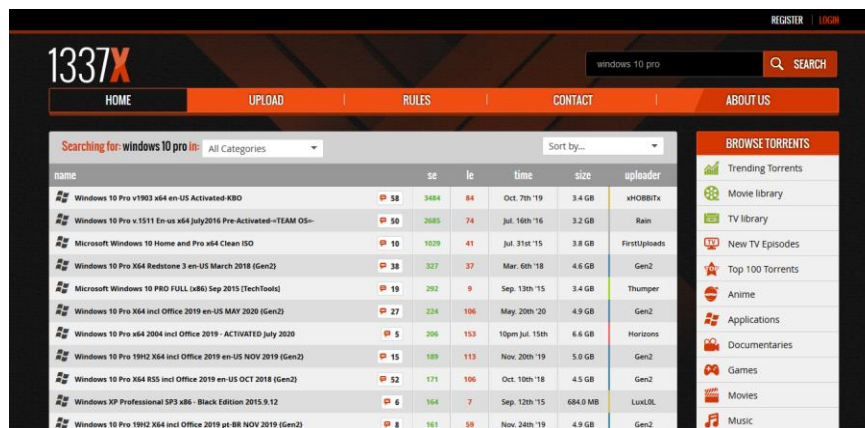 REGISTER | LOGIN
1337X
windows 10 pro
SEARCH
HOME
UPLOAD
RULES
CONTACT
ABOUT US
Searching for: windows 10 pro in: All Categories
Sort by...
name se le time size uploader
Windows 10 Pro v1903 x64 en-US Activated-KBO 58 3484 84 Oct. 7th '19 3.4 GB xHOBBiTx
Windows 10 Pro v.1511 En-us x64 July2016 Pre-Activated-=TEAM OS=- 50 2685 74 Jul. 16th '16 3.2 GB Rain
Microsoft Windows 10 Home and Pro x64 Clean ISO 10 1029 41 Jul. 31st '15 3.8 GB FirstUploads
Windows 10 Pro X64 Redstone 3 en-US March 2018 {Gen2} 38 327 37 Mar. 6th '18 4.6 GB Gen2
Microsoft Windows 10 PRO FULL (x86) Sep 2015 [TechTools] 19 292 9 Sep. 13th '15 3.4 GB Thumper
Windows 10 Pro X64 incl Office 2019 en-US MAY 2020 {Gen2} 27 224 106 May. 20th '20 4.9 GB Gen2
Windows 10 Pro x64 2004 incl Office 2019 - ACTiVATED July 2020 5 206 153 10pm Jul. 15th 6.6 GB Horizons
Windows 10 Pro 19H2 X64 incl Office 2019 en-US NOV 2019 {Gen2} 15 189 113 Nov. 20th '19 5.0 GB Gen2
Windows 10 Pro X64 RS5 incl Office 2019 en-US OCT 2018 {Gen2} 52 171 106 Oct. 10th '18 4.5 GB Gen2
Windows XP Professional SP3 x86 - Black Edition 2015.9.12 6 164 7 Sep. 12th '15 684.0 MB LuxL0L
Windows 10 Pro 19H2 X64 incl Office 2019 pt-BR NOV 2019 {Gen2} 8 161 59 Nov. 24th '19 4.9 GB Gen2
BROWSE TORRENTS
Trending Torrents
Movie library
TV library
New TV Episodes
Top 100 Torrents
Anime
Applications
Documentaries
Games
Movies
Music